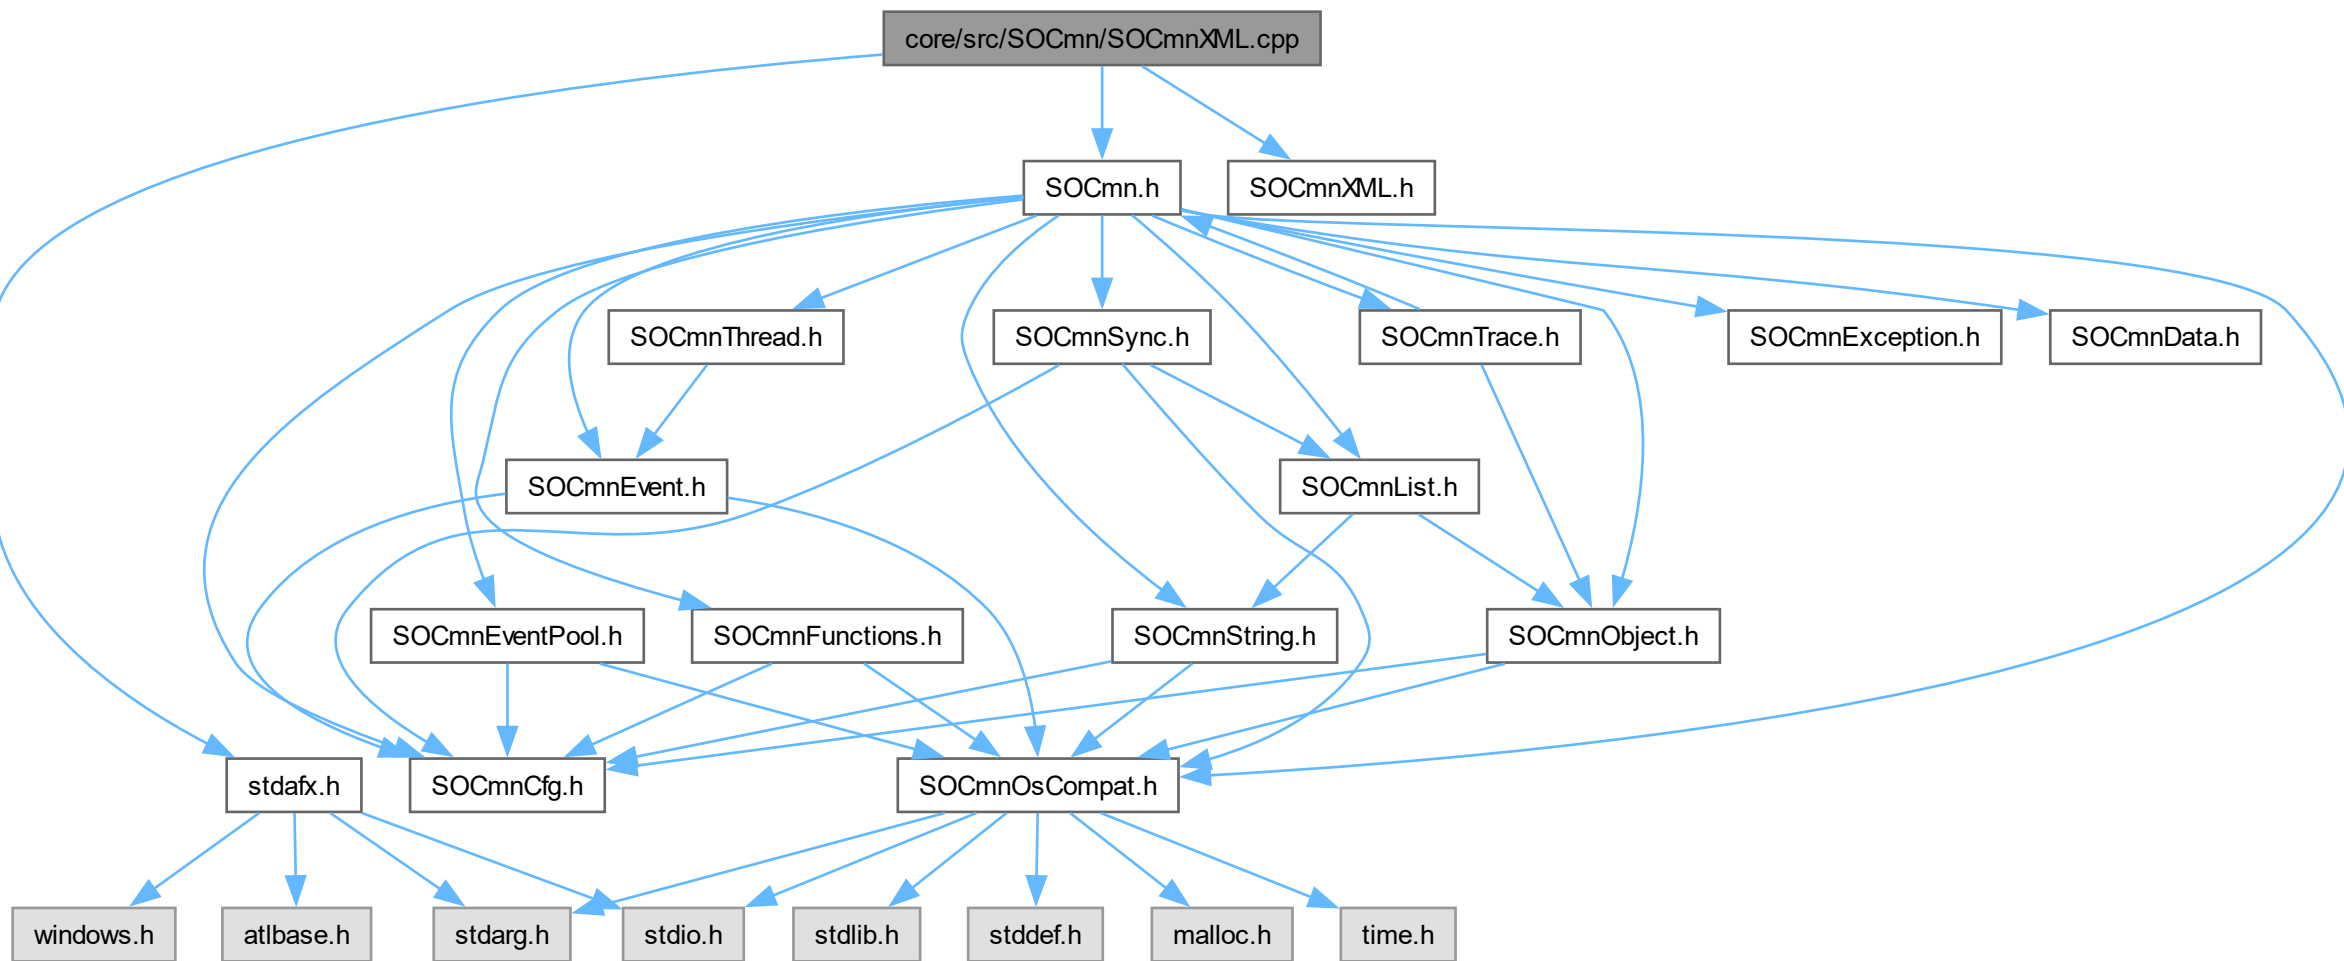 core/src/SOCmn/SOCmnXML.cpp
SOCmn.h
SOCmnXML.h
SOCmnThread.h
SOCmnSync.h
SOCmnTrace.h
SOCmnException.h
SOCmnData.h
SOCmnEvent.h
SOCmnList.h
SOCmnEventPool.h
SOCmnFunctions.h
SOCmnString.h
SOCmnObject.h
stdafx.h
SOCmnCfg.h
SOCmnOsCompat.h
windows.h
atlbase.h
stdarg.h
stdio.h
stdlib.h
stddef.h
malloc.h
time.h